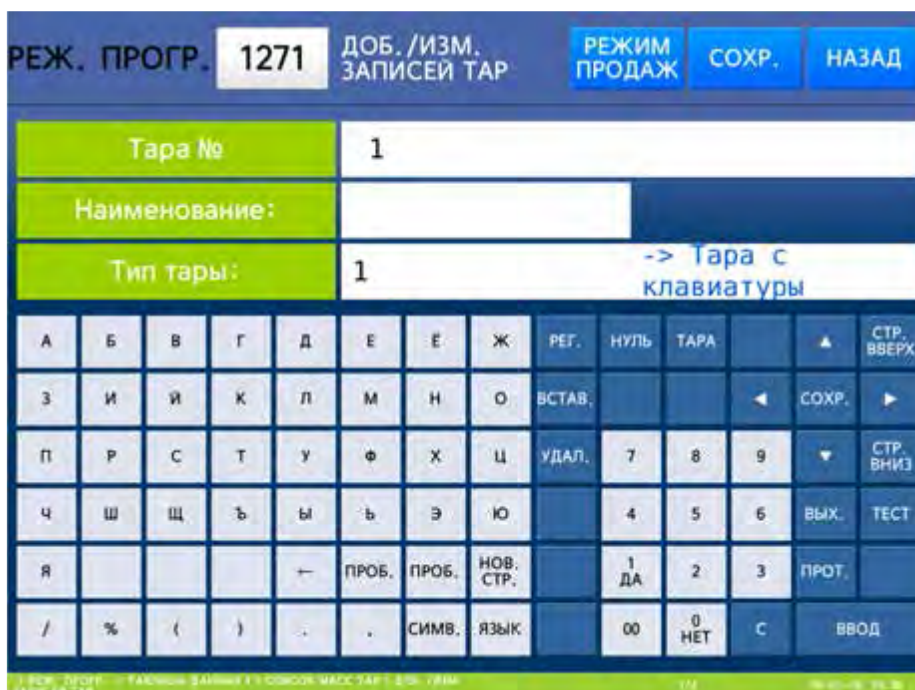 РЕЖ. ПРОГР. 1271 ДОБ./ИЗМ. ЗАПИСЕЙ ТАР РЕЖИМ ПРОДАЖ СОХР. НАЗАД
Тара № 1
Наименование:
Тип тары: 1 -> Тара с клавиатуры
А Б В Г Д Е Ё Ж РЕГ. НУЛЬ ТАРА ▲ СТР. ВВЕРХ
З И Й К Л М Н О ВСТАВ. ◄ СОХР. ►
П Р С Т У Ф Х Ц УДАЛ. 7 8 9 ▼ СТР. ВНИЗ
Ч Ш Щ Ъ Ы Ь Э Ю 4 5 6 ВЫХ. ТЕСТ
Я ← ПРОБ. ПРОБ. НОВ. СТР. 1 ДА 2 3 ПРОТ.
/ % ( ) . , СИМВ. ЯЗЫК 00 0 НЕТ С ВВОД